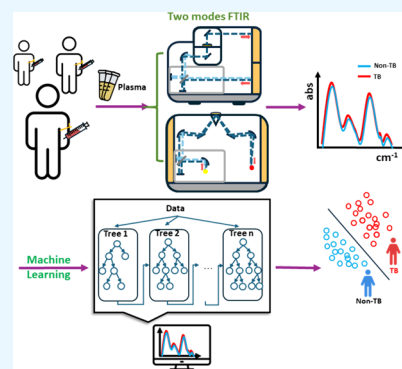 Two modes FTIR
Plasma
Non-TB
TB
abs
cm-1
Data
Tree 1
Tree 2
Tree n
...
Machine
Learning
TB
Non-TB